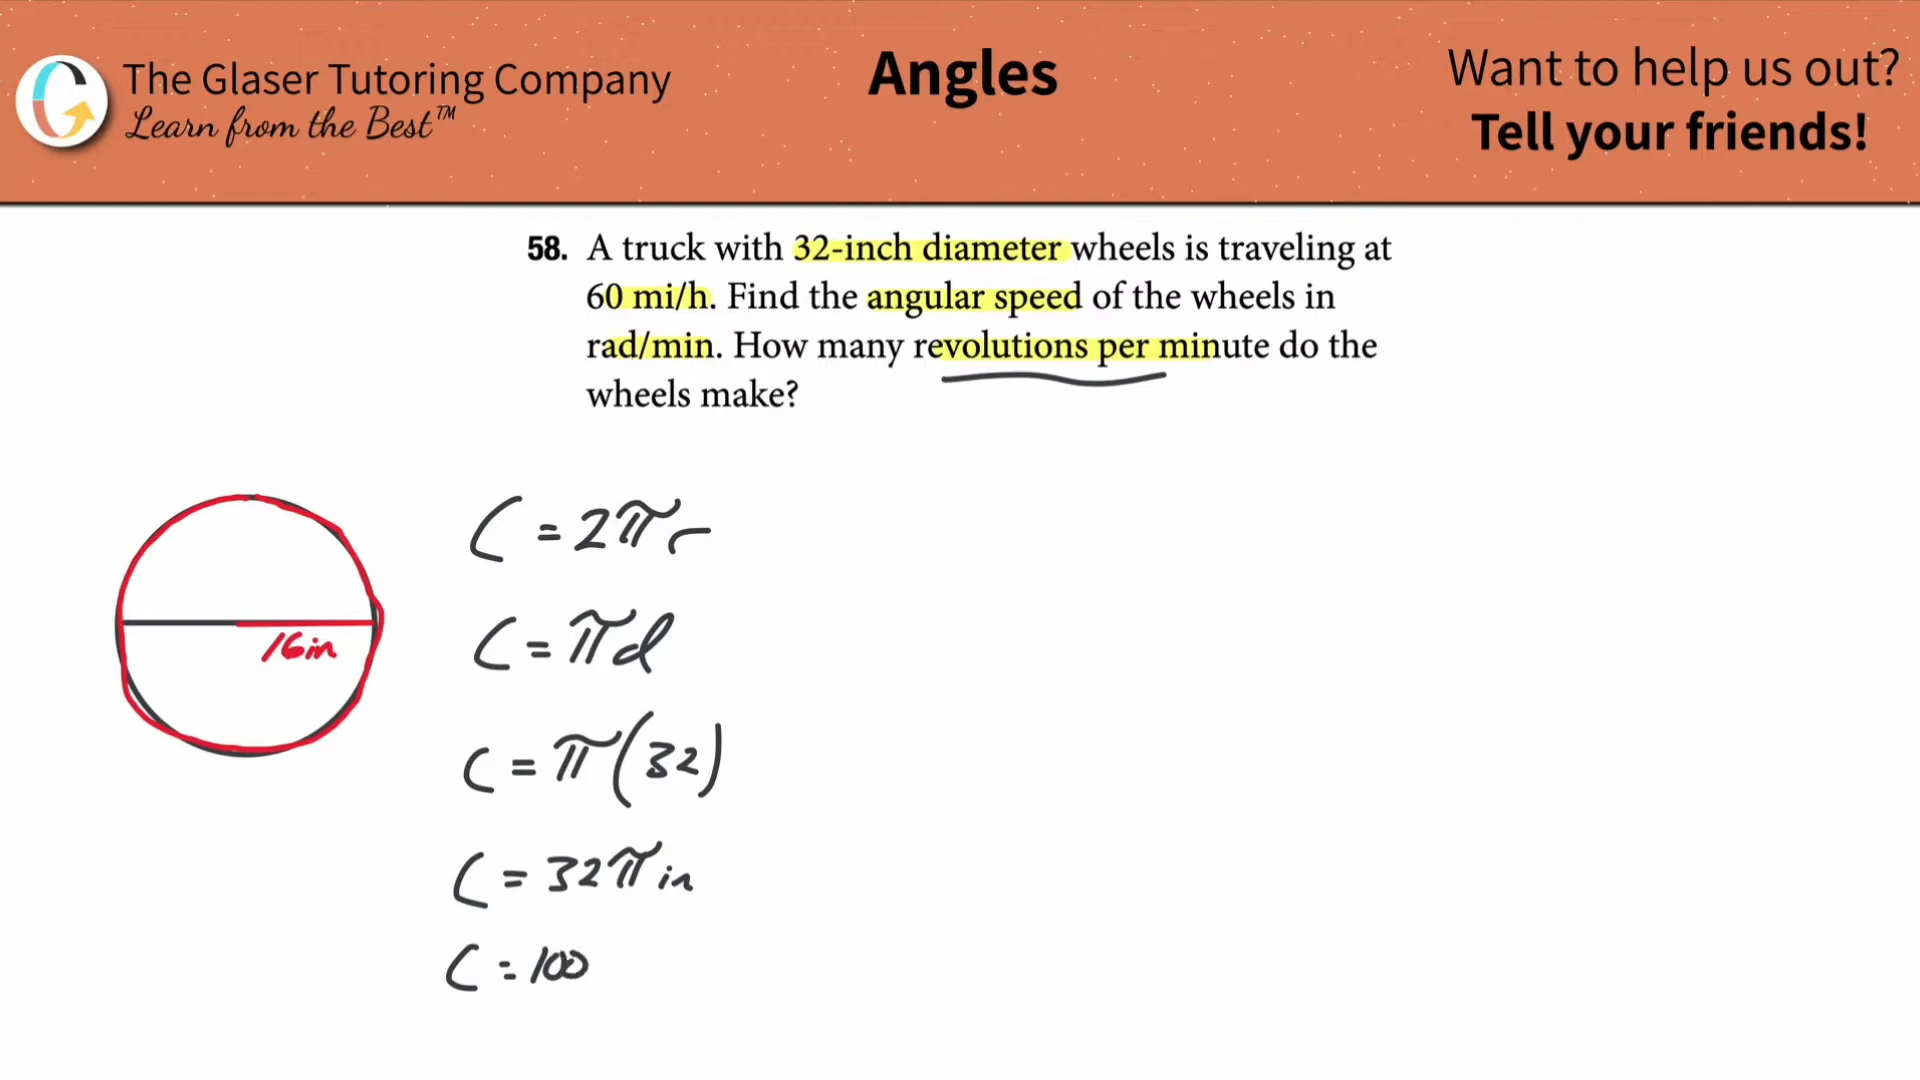 The Glaser Tutoring Company
Learn from the Best™
Angles
Want to help us out?
Tell your friends!
58. A truck with 32-inch diameter wheels is traveling at
60 mi/h. Find the angular speed of the wheels in
rad/min. How many revolutions per minute do the
wheels make?
16in
C = 2πr
C = πd
C = π(32)
C = 32π in
C = 100